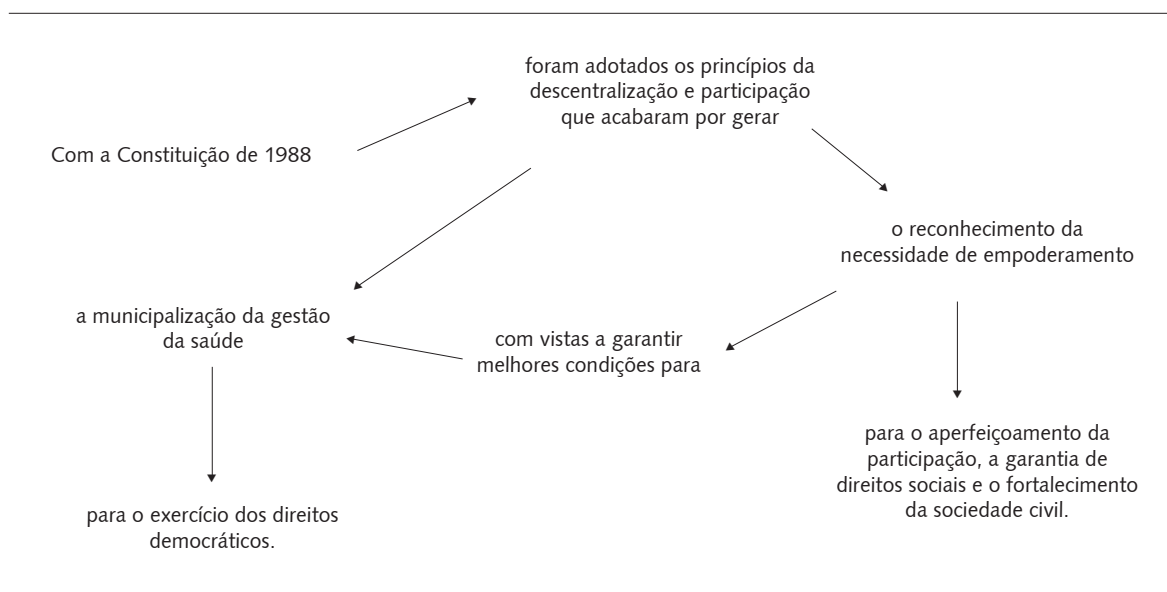 Com a Constituição de 1988
foram adotados os princípios da
descentralização e participação
que acabaram por gerar
o reconhecimento da
necessidade de empoderamento
a municipalização da gestão
da saúde
com vistas a garantir
melhores condições para
para o aperfeiçoamento da
participação, a garantia de
direitos sociais e o fortalecimento
da sociedade civil.
para o exercício dos direitos
democráticos.